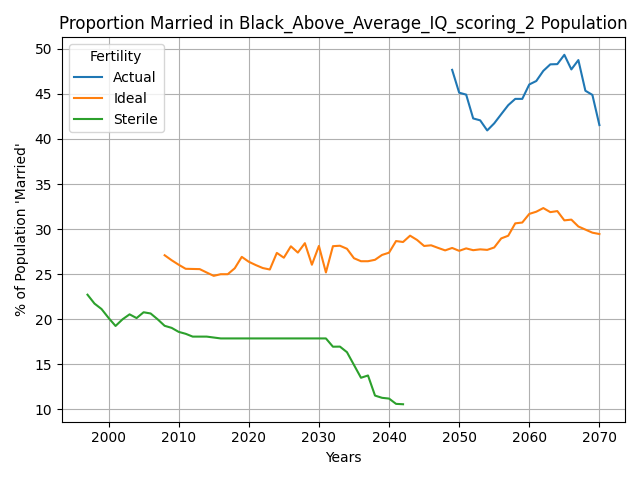 Proportion Married in Black_Above_Average_IQ_scoring_2 Population
% of Population 'Married'
50
45
40
35
30
25
20
15
10
Fertility
Actual
Ideal
Sterile
2000 2010 2020 2030 2040 2050 2060 2070
Years